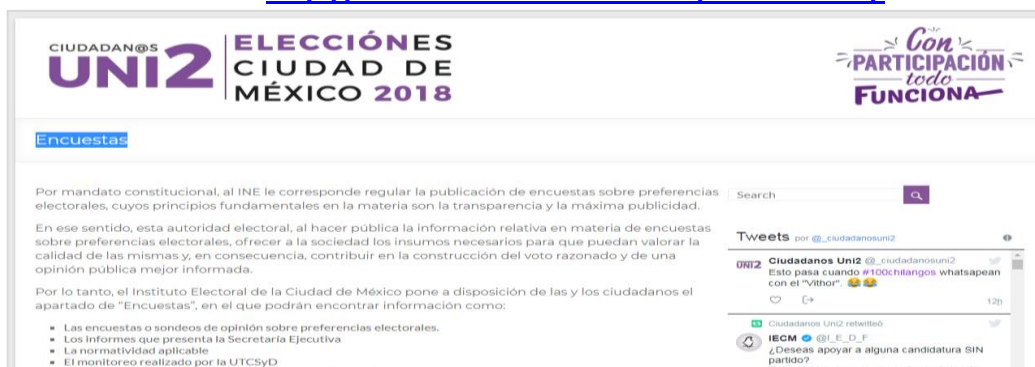 CIUDADAN@S
UNI2
ELECCIÓNES
CIUDAD DE
MÉXICO 2018
Con
PARTICIPACIÓN
todo
FUNCIONA
Encuestas
Por mandato constitucional, al INE le corresponde regular la publicación de encuestas sobre preferencias
electorales, cuyos principios fundamentales en la materia son la transparencia y la máxima publicidad.
En ese sentido, esta autoridad electoral, al hacer pública la información relativa en materia de encuestas
sobre preferencias electorales, ofrecer a la sociedad los insumos necesarios para que puedan valorar la
calidad de las mismas y, en consecuencia, contribuir en la construcción del voto razonado y de una
opinión pública mejor informada.
Por lo tanto, el Instituto Electoral de la Ciudad de México pone a disposición de las y los ciudadanos el
apartado de "Encuestas", en el que podrán encontrar información como:
Las encuestas o sondeos de opinión sobre preferencias electorales.
Los informes que presenta la Secretaría Ejecutiva
La normatividad aplicable
El monitoreo realizado por la UTCSyD
Search
Tweets por @_ciudadanosuni2
UNI2 Ciudadanos Uni2 @_ciudadanosuni2
Esto pasa cuando #100chilangos whatsapean
con el "Vithor". 😂😂
12h
Ciudadanos Uni2 retwitteó
IECM @I_E_D_F
¿Deseas apoyar a alguna candidatura SIN
partido?